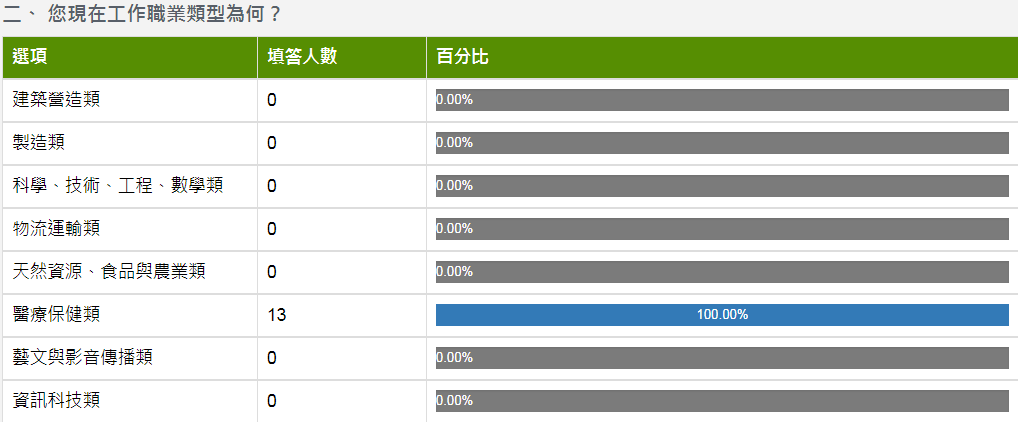 二、 您現在工作職業類型為何？
選項 填答人數 百分比
建築營造類 0 0.00%
製造類 0 0.00%
科學、技術、工程、數學類 0 0.00%
物流運輸類 0 0.00%
天然資源、食品與農業類 0 0.00%
醫療保健類 13 100.00%
藝文與影音傳播類 0 0.00%
資訊科技類 0 0.00%